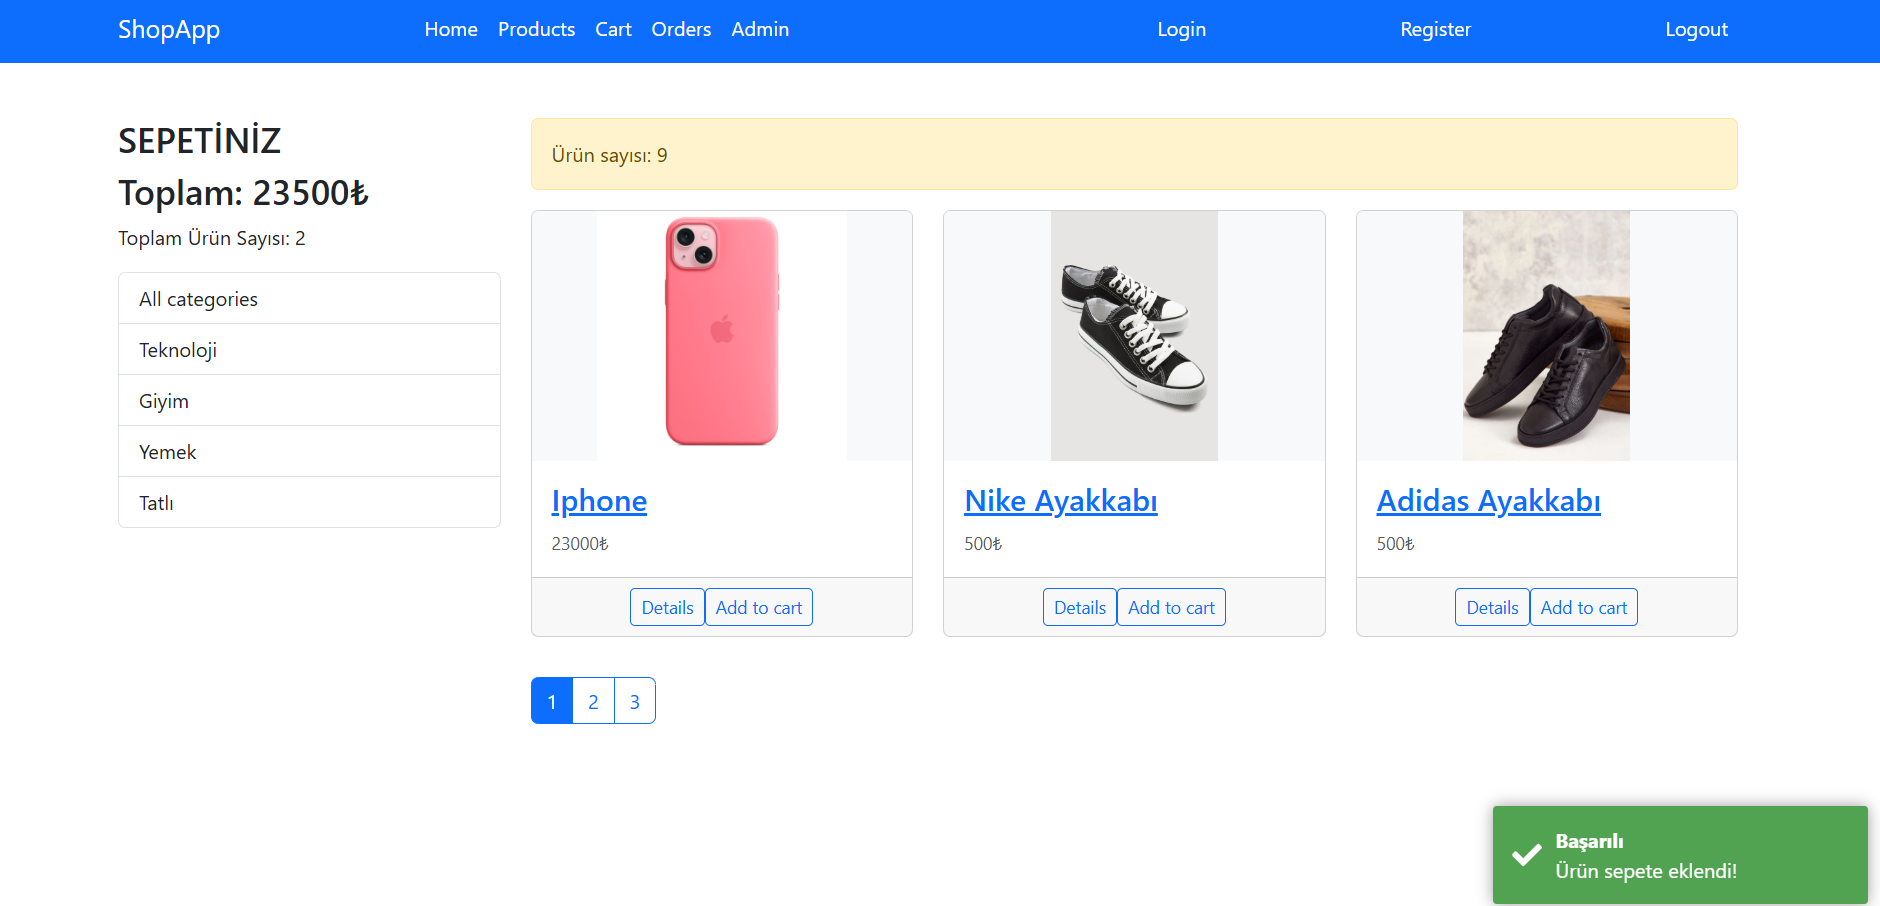 ShopApp Home Products Cart Orders Admin Login Register Logout
SEPETİNİZ
Toplam: 23500₺
Toplam Ürün Sayısı: 2
All categories
Teknoloji
Giyim
Yemek
Tatlı
Ürün sayısı: 9
Iphone
23000₺
Details Add to cart
Nike Ayakkabı
500₺
Details Add to cart
Adidas Ayakkabı
500₺
Details Add to cart
1 2 3
Başarılı
Ürün sepete eklendi!